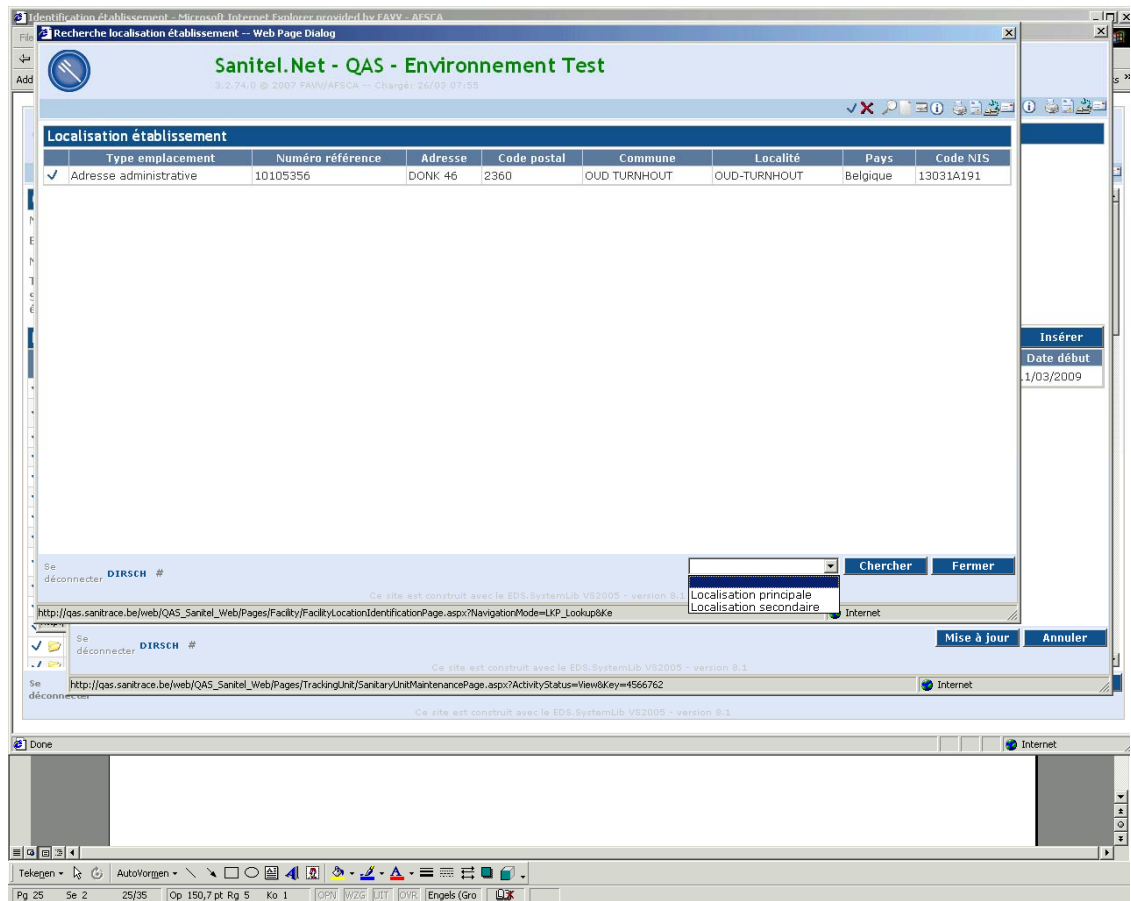 Identification établissement - Microsoft Internet Explorer provided by FAVV - AFSCA
File
Add
Recherche localisation établissement -- Web Page Dialog
Sanitel.Net - QAS - Environnement Test
3.2.74.0 @ 2007 FAVV/AFSCA -- Chargé: 26/03 07:55
Localisation établissement
Type emplacement Numéro référence Adresse Code postal Commune Localité Pays Code NIS
Adresse administrative 10105356 DONK 46 2360 OUD TURNHOUT OUD-TURNHOUT Belgique 13031A191
Insérer
Date début
1/03/2009
Se déconnecter DIRSCH #
Chercher Fermer
Localisation principale
Localisation secondaire
Ce site est construit avec le EDS.SystemLib VS2005 - version 8.1
http://qas.sanitrace.be/web/QAS_Sanitel_Web/Pages/Facility/FacilityLocationIdentificationPage.aspx?NavigationMode=LKP_Lookup&Ke Internet
Se déconnecter DIRSCH #
Mise à jour Annuler
Ce site est construit avec le EDS.SystemLib VS2005 - version 8.1
Se déconnecter
http://qas.sanitrace.be/web/QAS_Sanitel_Web/Pages/TrackingUnit/SanitaryUnitMaintenancePage.aspx?ActivityStatus=View&Key=4566762 Internet
Ce site est construit avec le EDS.SystemLib VS2005 - version 8.1
Done Internet
Tekenen AutoVormen
Pg 25 Se 2 25/35 Op 150,7 pt Rg 5 Ko 1 OPN WZG UIT OVR Engels (Gro